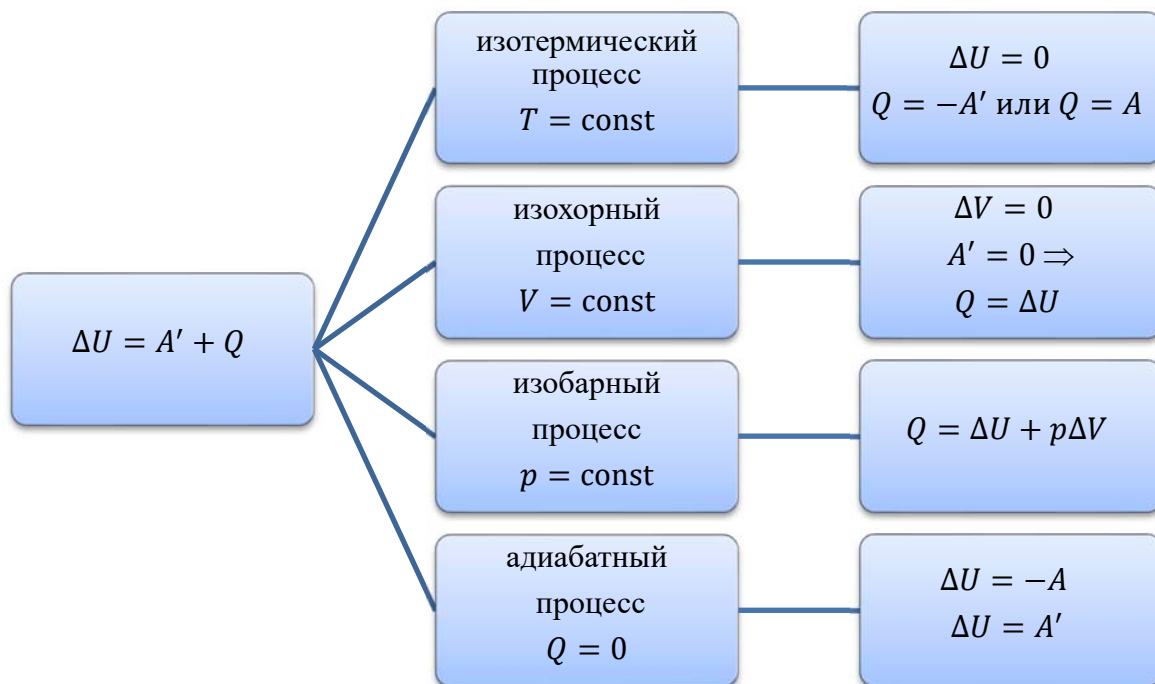 ΔU = A′ + Q
изотермический
процесс
T = const
ΔU = 0
Q = −A′ или Q = A
изохорный
процесс
V = const
ΔV = 0
A′ = 0 ⇒
Q = ΔU
изобарный
процесс
p = const
Q = ΔU + pΔV
адиабатный
процесс
Q = 0
ΔU = −A
ΔU = A′